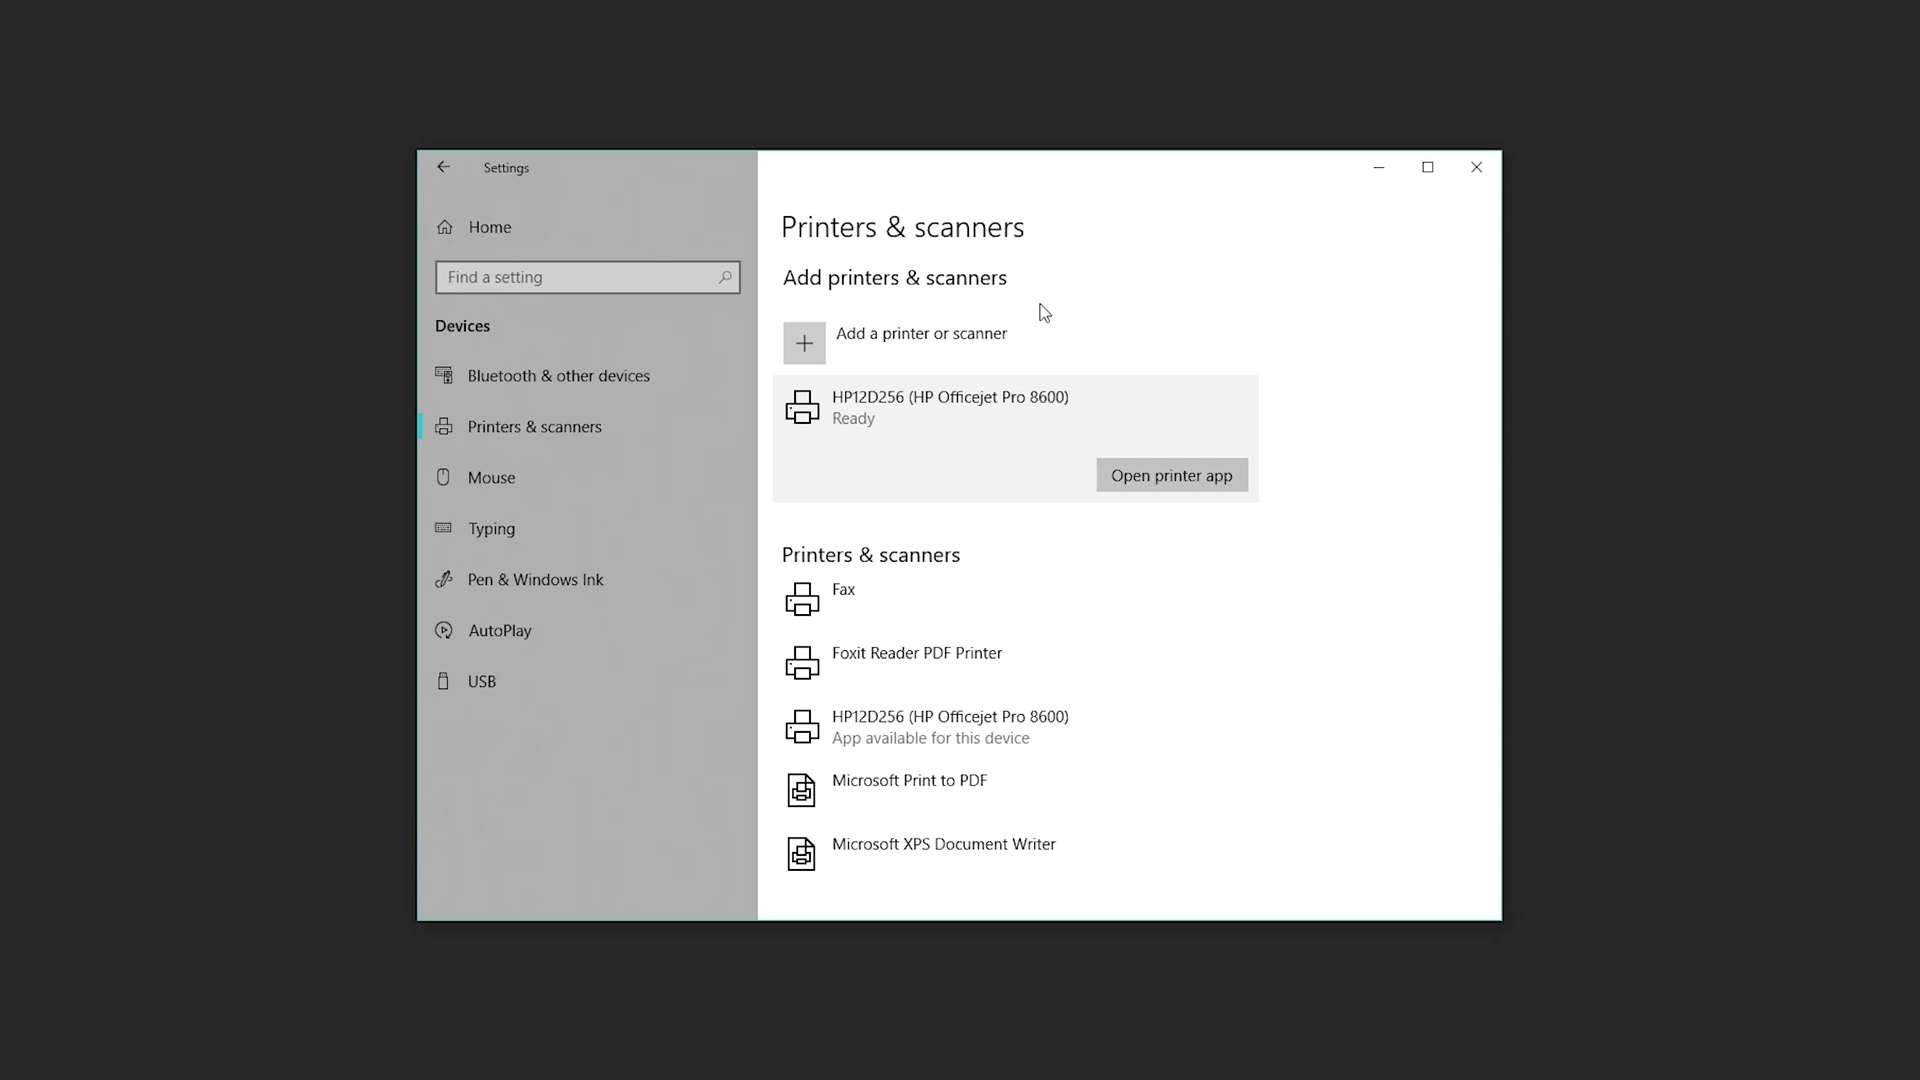 Settings
Home
Find a setting
Devices
Bluetooth & other devices
Printers & scanners
Mouse
Typing
Pen & Windows Ink
AutoPlay
USB
Printers & scanners
Add printers & scanners
Add a printer or scanner
HP12D256 (HP Officejet Pro 8600)
Ready
Open printer app
Printers & scanners
Fax
Foxit Reader PDF Printer
HP12D256 (HP Officejet Pro 8600)
App available for this device
Microsoft Print to PDF
Microsoft XPS Document Writer